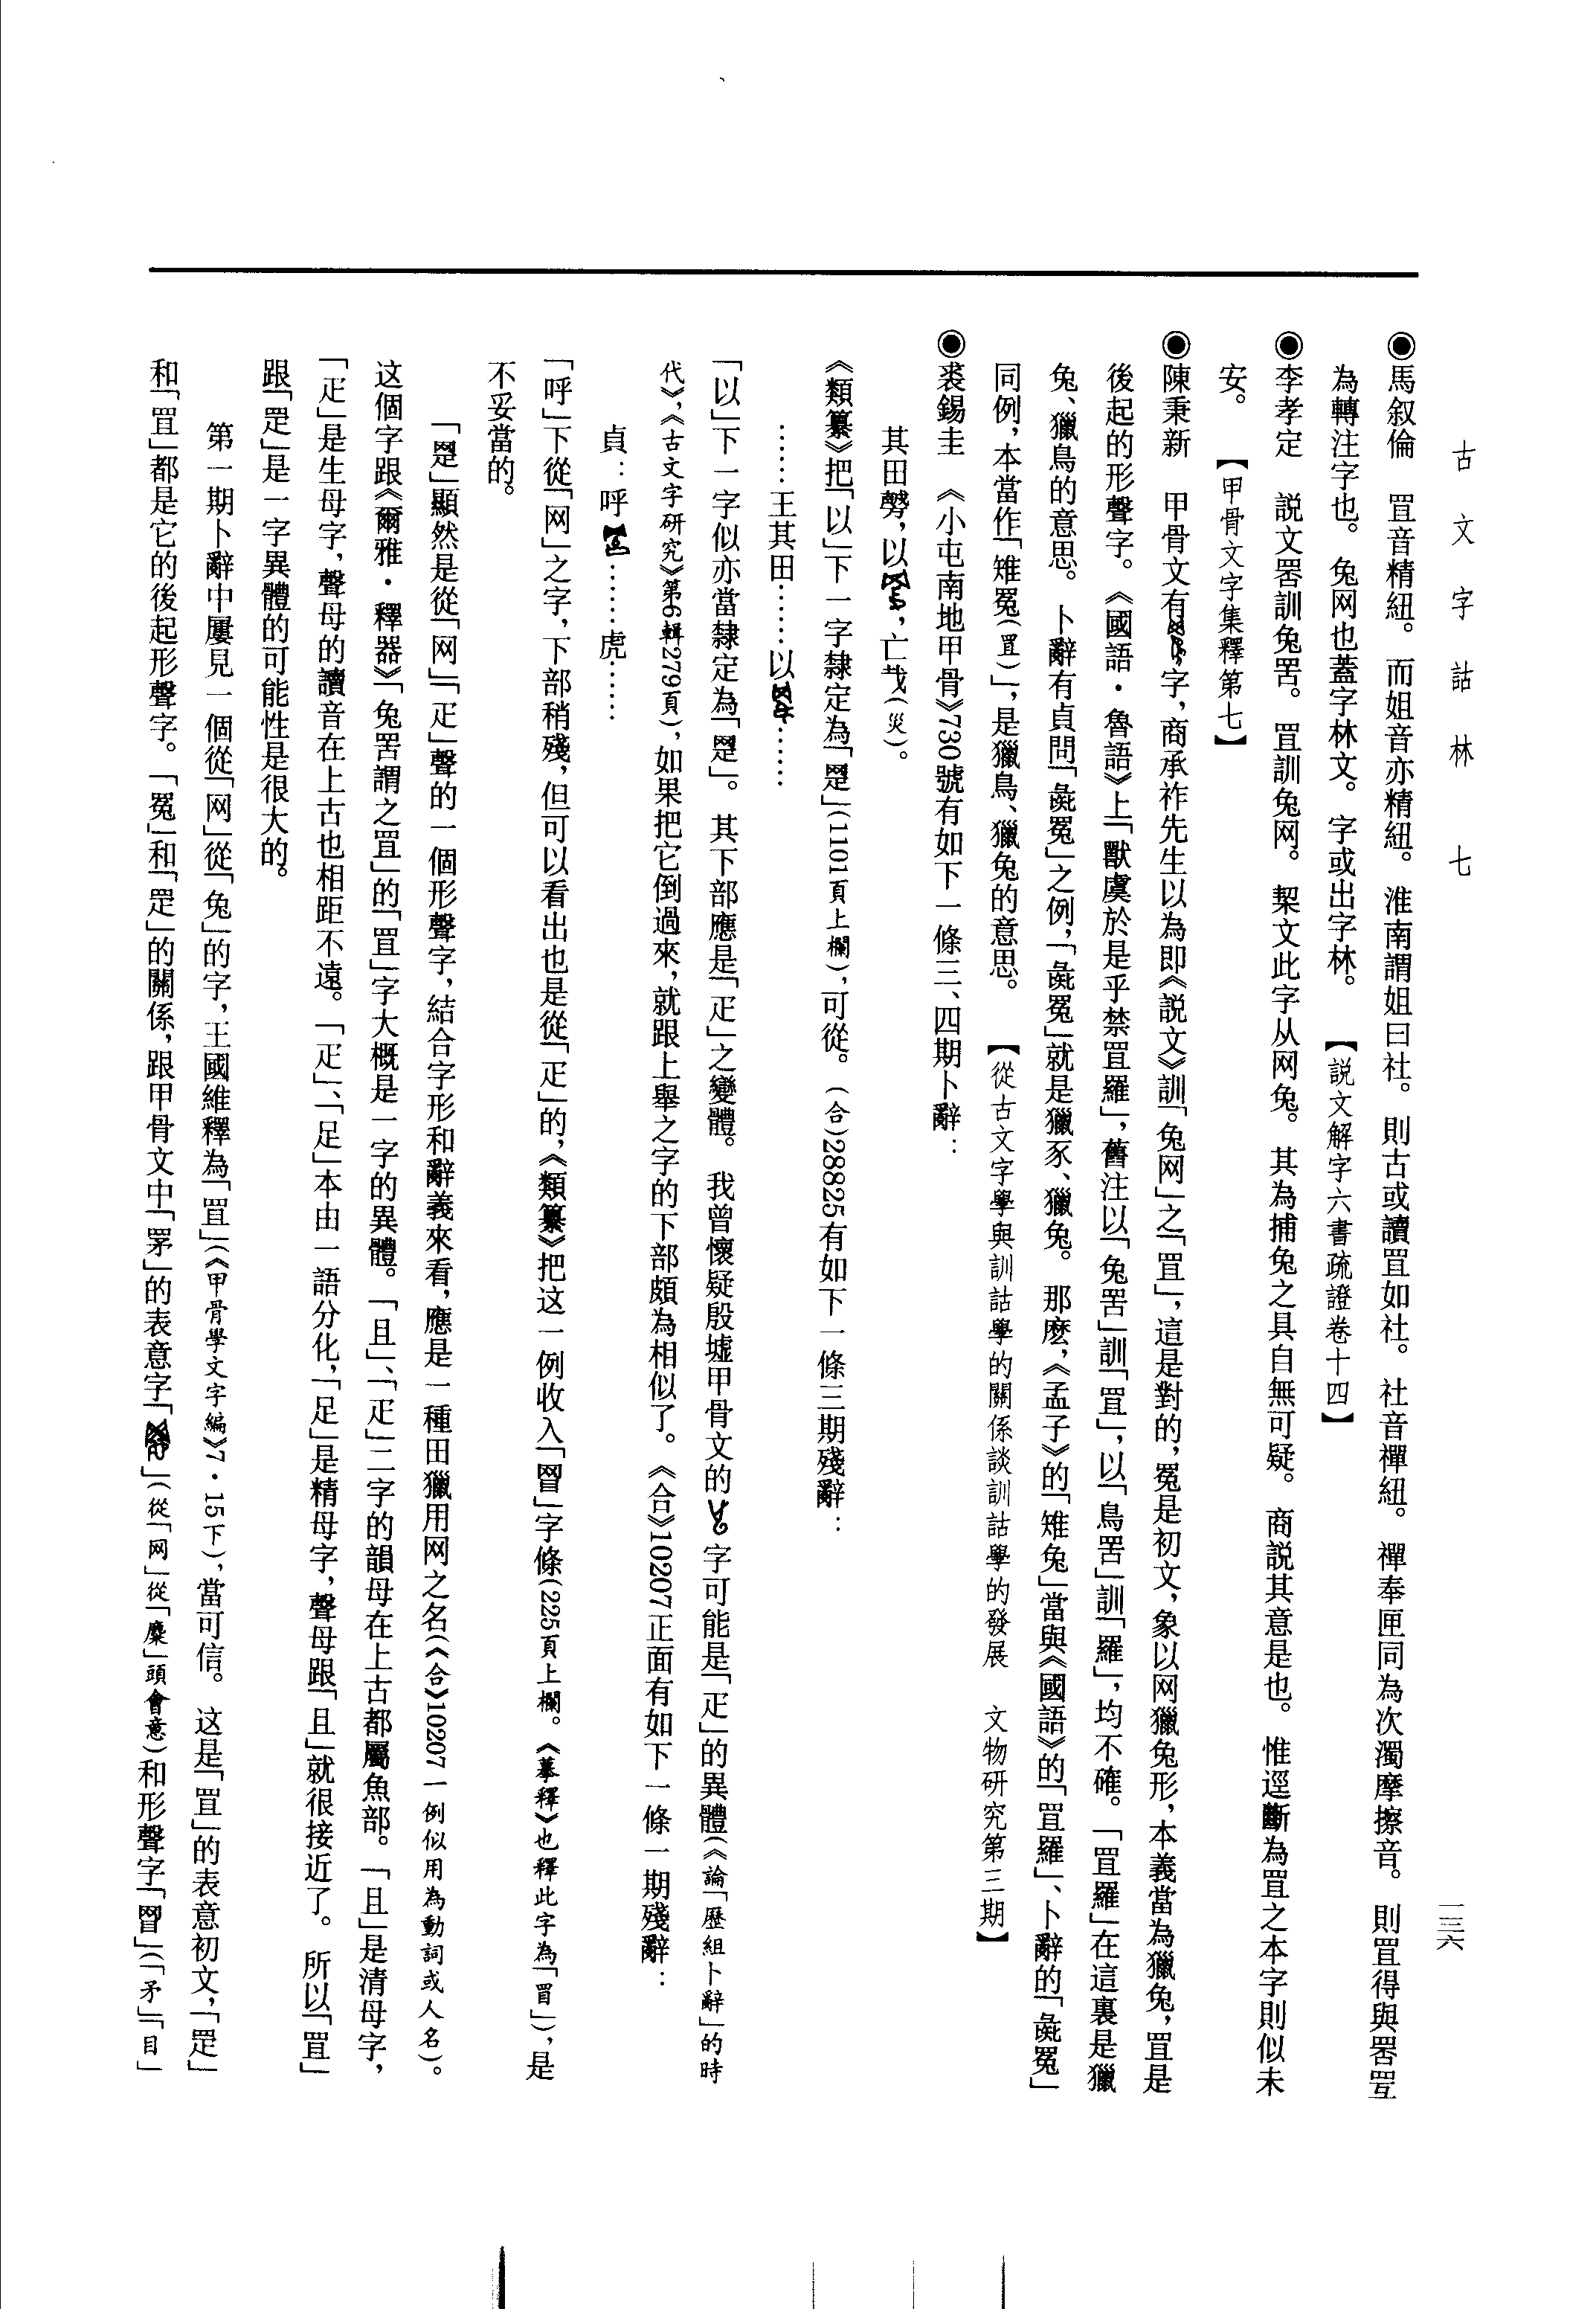 古文字詁林 七
一三六
◉馬叙倫 罝音精紐。而姐音亦精紐。淮南謂姐曰社。則古或讀罝如社。社音禪紐。禪奉匣同為次濁摩擦音。則罝得與罟罜
為轉注字也。兔网也蓋字林文。字或出字林。 【説文解字六書疏證卷十四】
◉李孝定 説文罟訓兔罟。罝訓兔网。栔文此字从网兔。其為捕兔之具自無可疑。商説其意是也。惟逕斷為罝之本字則似未
安。 【甲骨文字集釋第七】
◉陳秉新 甲骨文有字,商承祚先生以為即《説文》訓「兔网」之「罝」,這是對的,冤是初文,象以网獵兔形,本義當為獵兔,罝是
後起的形聲字。《國語·魯語》上「獸虞於是乎禁罝羅」,舊注以「兔罟」訓「罝」,以「鳥罟」訓「羅」,均不確。「罝羅」在這裏是獵
兔、獵鳥的意思。卜辭有貞問「彘冤」之例,「彘冤」就是獵豕、獵兔。那麽,《孟子》的「雉兔」當與《國語》的「罝羅」、卜辭的「彘冤」
同例,本當作「雉冤(罝)」,是獵鳥、獵兔的意思。 【從古文字學與訓詁學的關係談訓詁學的發展 文物研究第三期】
◉裘錫圭 《小屯南地甲骨》730號有如下一條三、四期卜辭:
其田,以,亡𢦏(災)。
《類纂》把「以」下一字隸定為「」(1101頁上欄),可從。(合)28825有如下一條三期殘辭:
……王其田……以……
「以」下一字似亦當隸定為「」。其下部應是「疋」之變體。我曾懷疑殷墟甲骨文的字可能是「疋」的異體(《論「歷組卜辭」的時
代》,《古文字研究》第6輯279頁),如果把它倒過來,就跟上舉之字的下部頗為相似了。《合》10207正面有如下一條一期殘辭:
貞:呼……虎……
「呼」下從「网」之字,下部稍殘,但可以看出也是從「疋」的,《類纂》把这一例收入「」字條(225頁上欄。《摹釋》也釋此字為「」),是
不妥當的。
「」顯然是從「网」「疋」聲的一個形聲字,結合字形和辭義來看,應是一種田獵用网之名(《合》10207一例似用為動詞或人名)。
这個字跟《爾雅·釋器》「兔罟謂之罝」的「罝」字大概是一字的異體。「且」、「疋」二字的韻母在上古都屬魚部。「且」是清母字,
「疋」是生母字,聲母的讀音在上古也相距不遠。「疋」、「足」本由一語分化,「足」是精母字,聲母跟「且」就很接近了。所以「罝」
跟「」是一字異體的可能性是很大的。
第一期卜辭中屢見一個從「网」從「兔」的字,王國維釋為「罝」(《甲骨學文字編》7·15下),當可信。这是「罝」的表意初文,「」
和「罝」都是它的後起形聲字。「冤」和「」的關係,跟甲骨文中「」的表意字「」(從「网」從「麋」頭會意)和形聲字「」(「矛」「目」